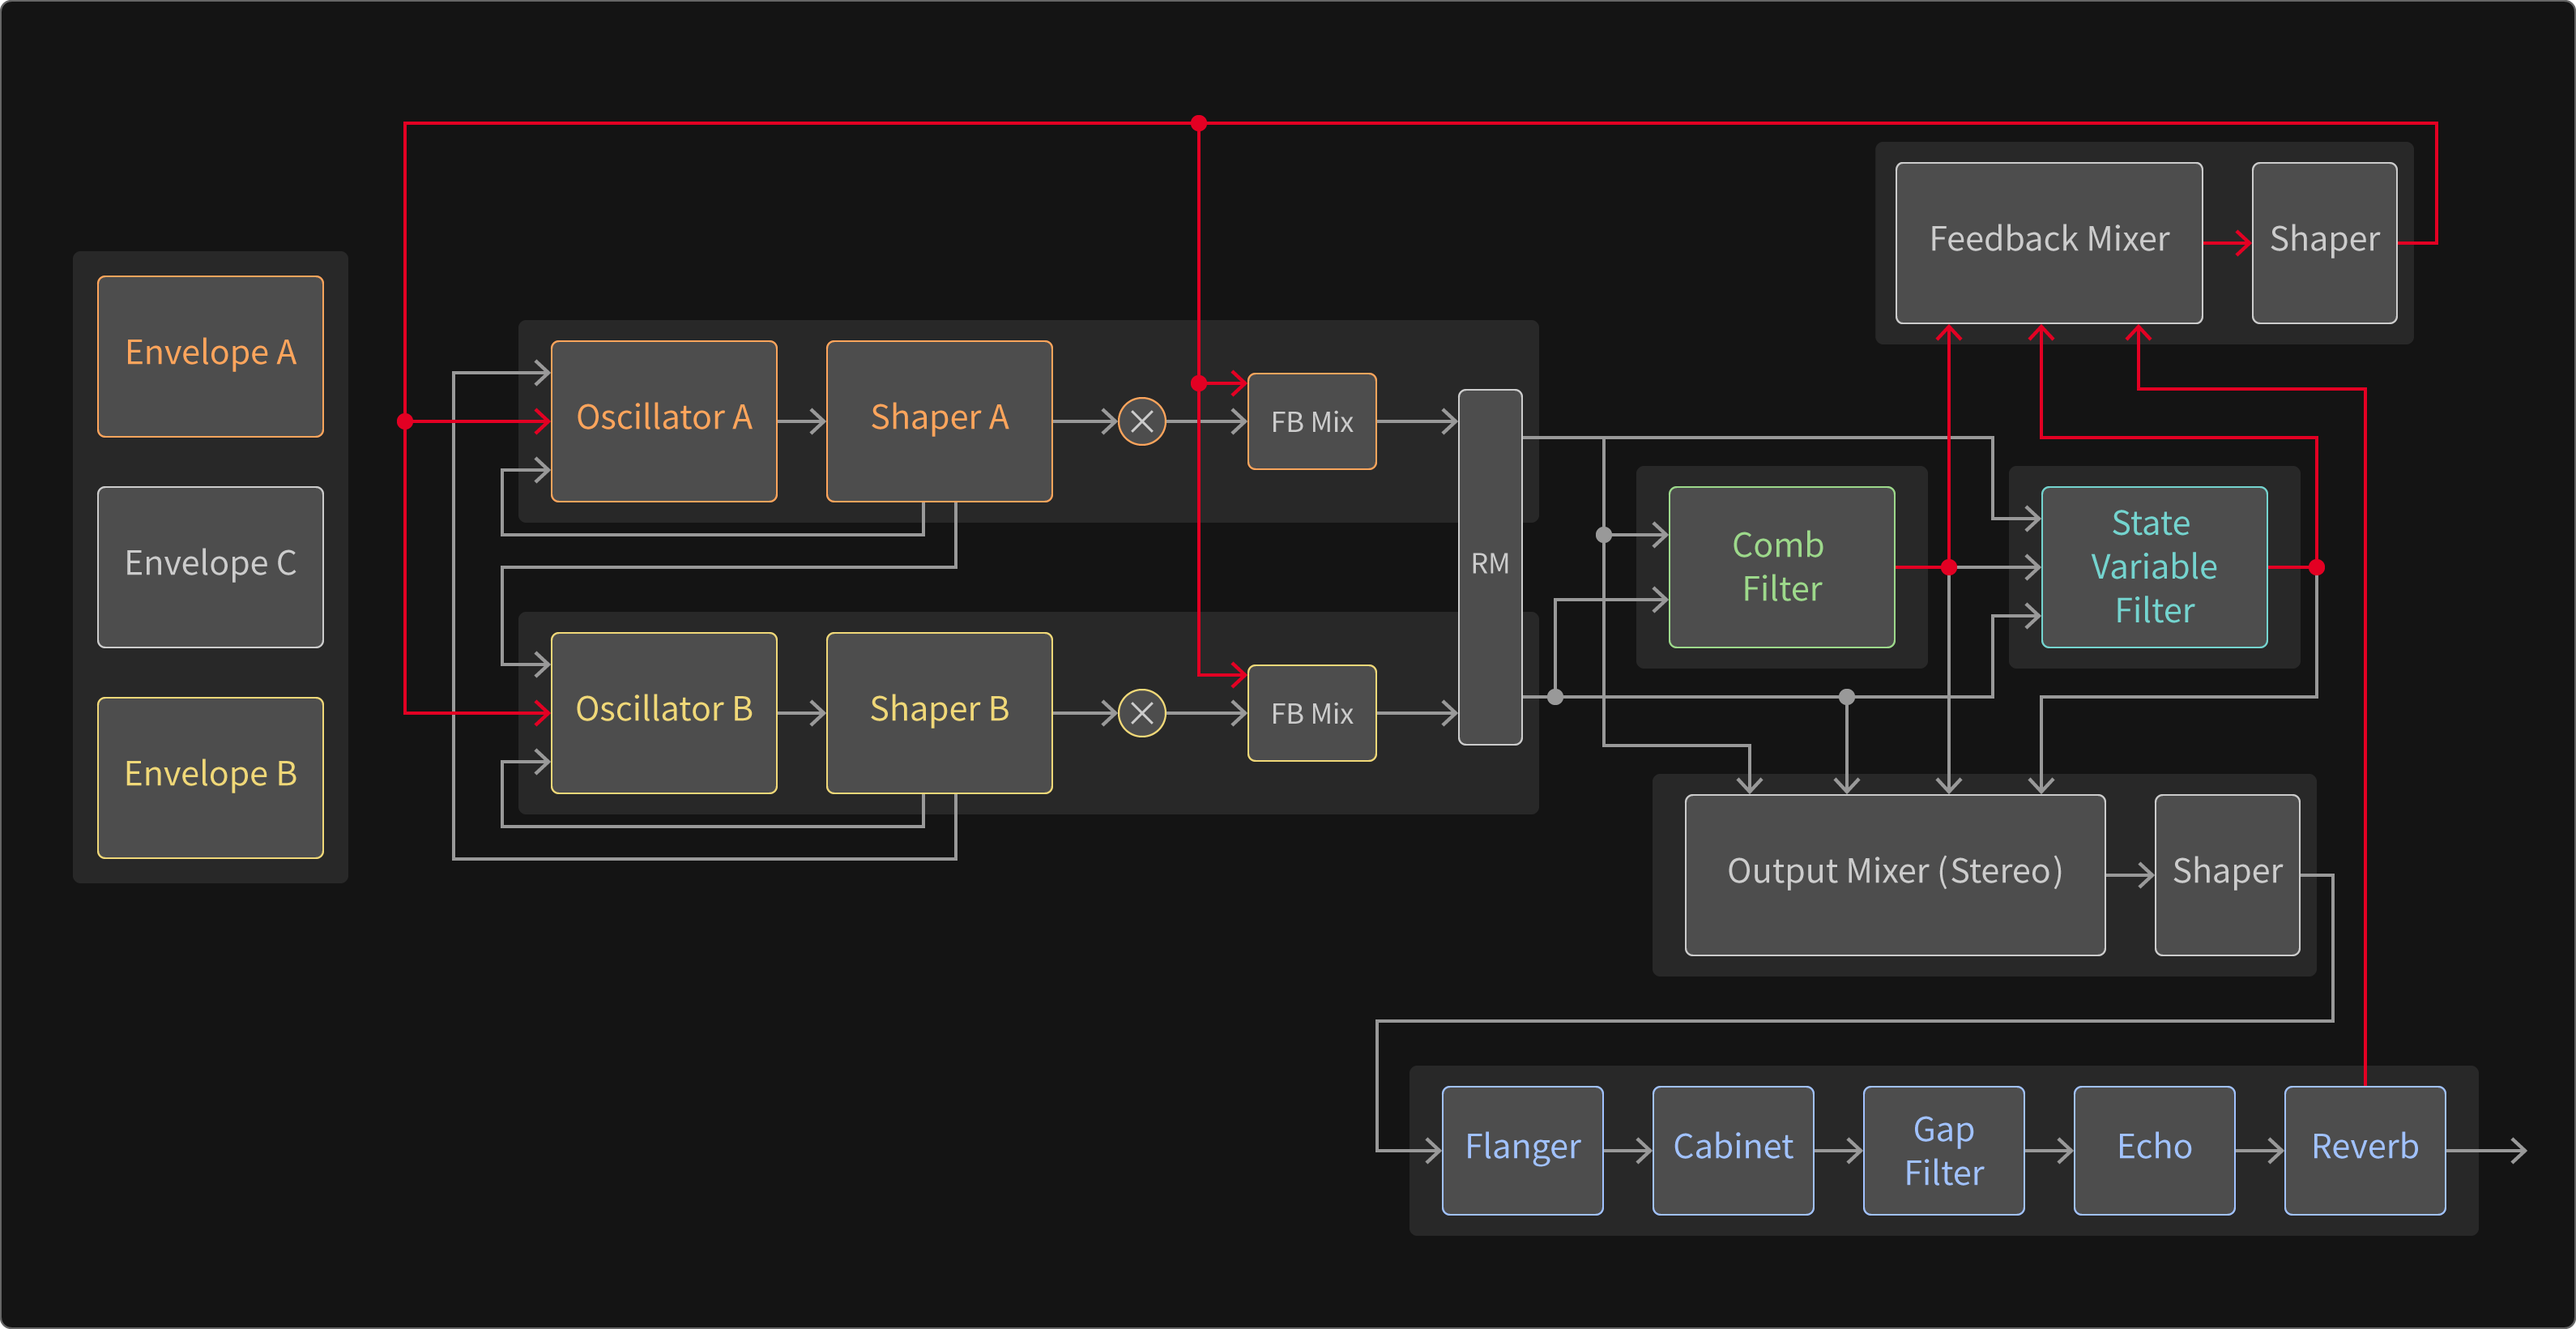 Envelope A
Envelope C
Envelope B
Oscillator A
Shaper A
FB Mix
Oscillator B
Shaper B
FB Mix
RM
Feedback Mixer
Shaper
Comb
Filter
State
Variable
Filter
Output Mixer (Stereo)
Shaper
Flanger
Cabinet
Gap
Filter
Echo
Reverb